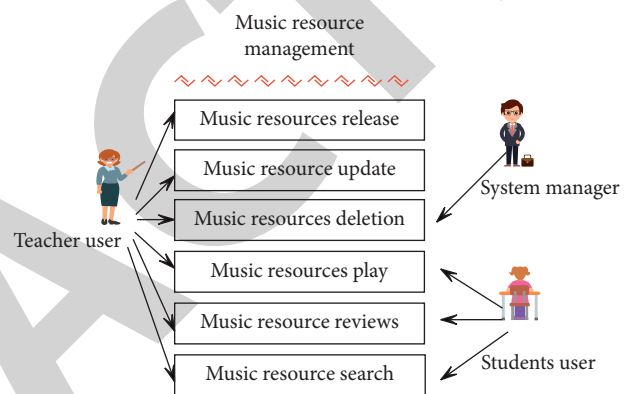 Music resource
management
Music resources release
Music resource update
System manager
Music resources deletion
Teacher user
Music resources play
Music resource reviews
Students user
Music resource search